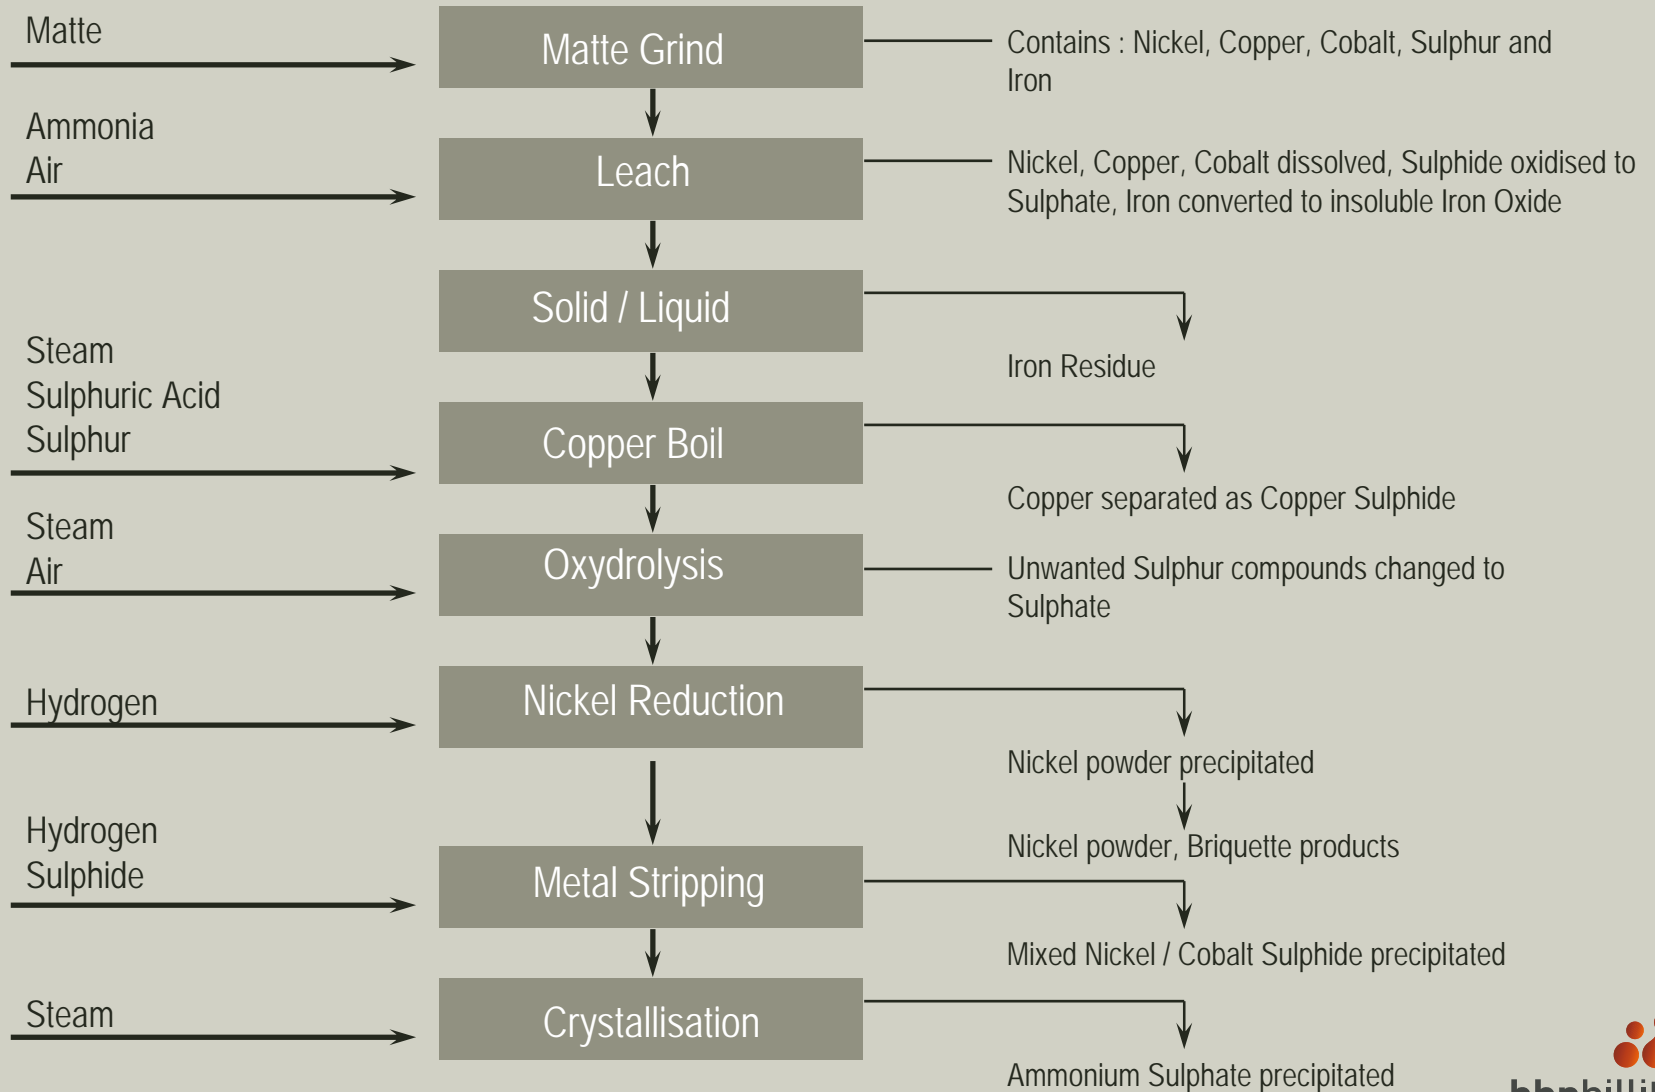 Matte
Matte Grind
Contains : Nickel, Copper, Cobalt, Sulphur and
Iron
Ammonia
Air
Leach
Nickel, Copper, Cobalt dissolved, Sulphide oxidised to
Sulphate, Iron converted to insoluble Iron Oxide
Solid / Liquid
Iron Residue
Steam
Sulphuric Acid
Sulphur
Copper Boil
Copper separated as Copper Sulphide
Steam
Air
Oxydrolysis
Unwanted Sulphur compounds changed to
Sulphate
Hydrogen
Nickel Reduction
Nickel powder precipitated
Nickel powder, Briquette products
Hydrogen
Sulphide
Metal Stripping
Mixed Nickel / Cobalt Sulphide precipitated
Steam
Crystallisation
Ammonium Sulphate precipitated